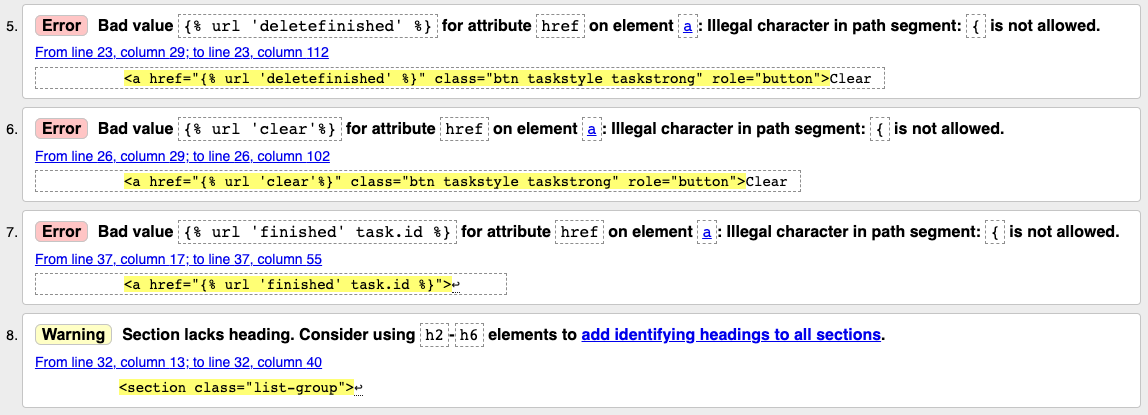 5. Error Bad value {% url 'deletefinished' %} for attribute href on element a: Illegal character in path segment: { is not allowed.
From line 23, column 29; to line 23, column 112
<a href="{% url 'deletefinished' %}" class="btn taskstyle taskstrong" role="button">Clear
6. Error Bad value {% url 'clear'%} for attribute href on element a: Illegal character in path segment: { is not allowed.
From line 26, column 29; to line 26, column 102
<a href="{% url 'clear'%}" class="btn taskstyle taskstrong" role="button">Clear
7. Error Bad value {% url 'finished' task.id %} for attribute href on element a: Illegal character in path segment: { is not allowed.
From line 37, column 17; to line 37, column 55
<a href="{% url 'finished' task.id %}">↩
8. Warning Section lacks heading. Consider using h2-h6 elements to add identifying headings to all sections.
From line 32, column 13; to line 32, column 40
<section class="list-group">↩